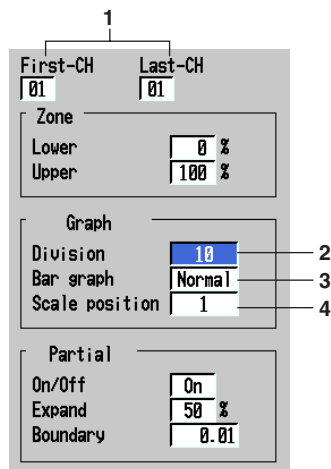 1
First-CH Last-CH
01 01
Zone
Lower 0 %
Upper 100 %
Graph
Division 10 2
Bar graph Normal 3
Scale position 1 4
Partial
On/Off On
Expand 50 %
Boundary 0.01